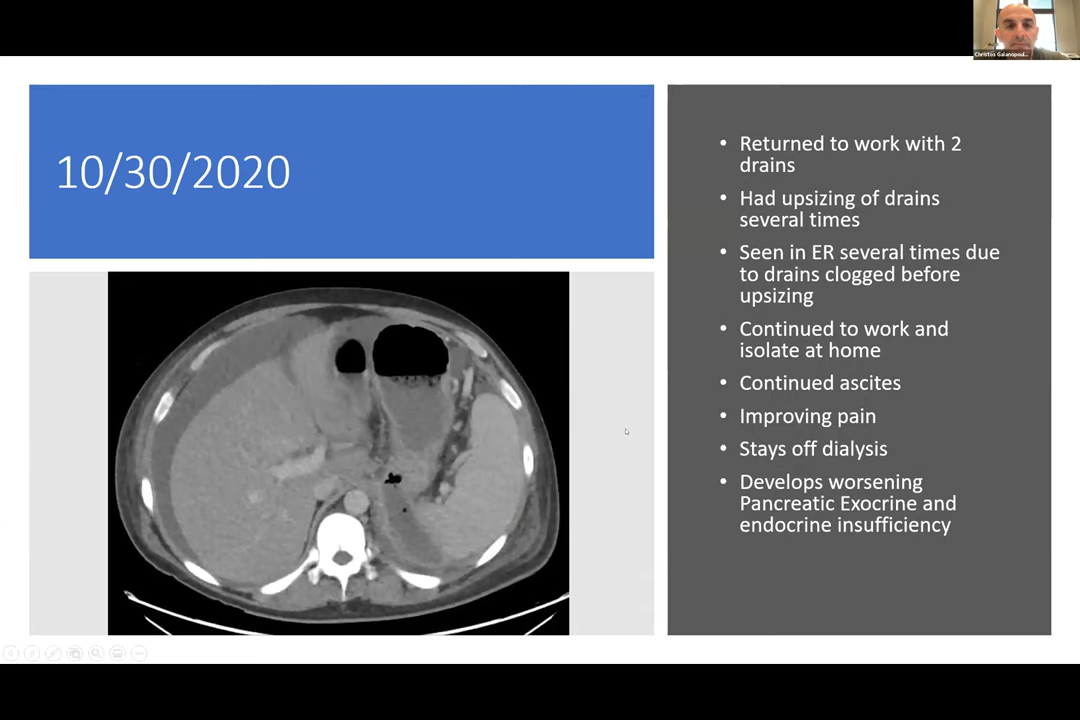 Christos Galanopoul...
10/30/2020
• Returned to work with 2
drains
• Had upsizing of drains
several times
• Seen in ER several times due
to drains clogged before
upsizing
• Continued to work and
isolate at home
• Continued ascites
• Improving pain
• Stays off dialysis
• Develops worsening
Pancreatic Exocrine and
endocrine insufficiency